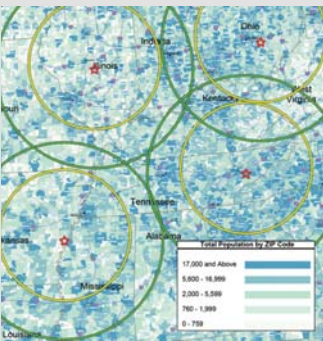 Ohio
Indiana
Illinois
West
Virginia
Kentucky
Tennessee
Alabama
Mississippi
Louisiana
Total Population by ZIP Code
17,000 and Above
5,600 - 16,999
2,000 - 5,599
760 - 1,999
0 - 759